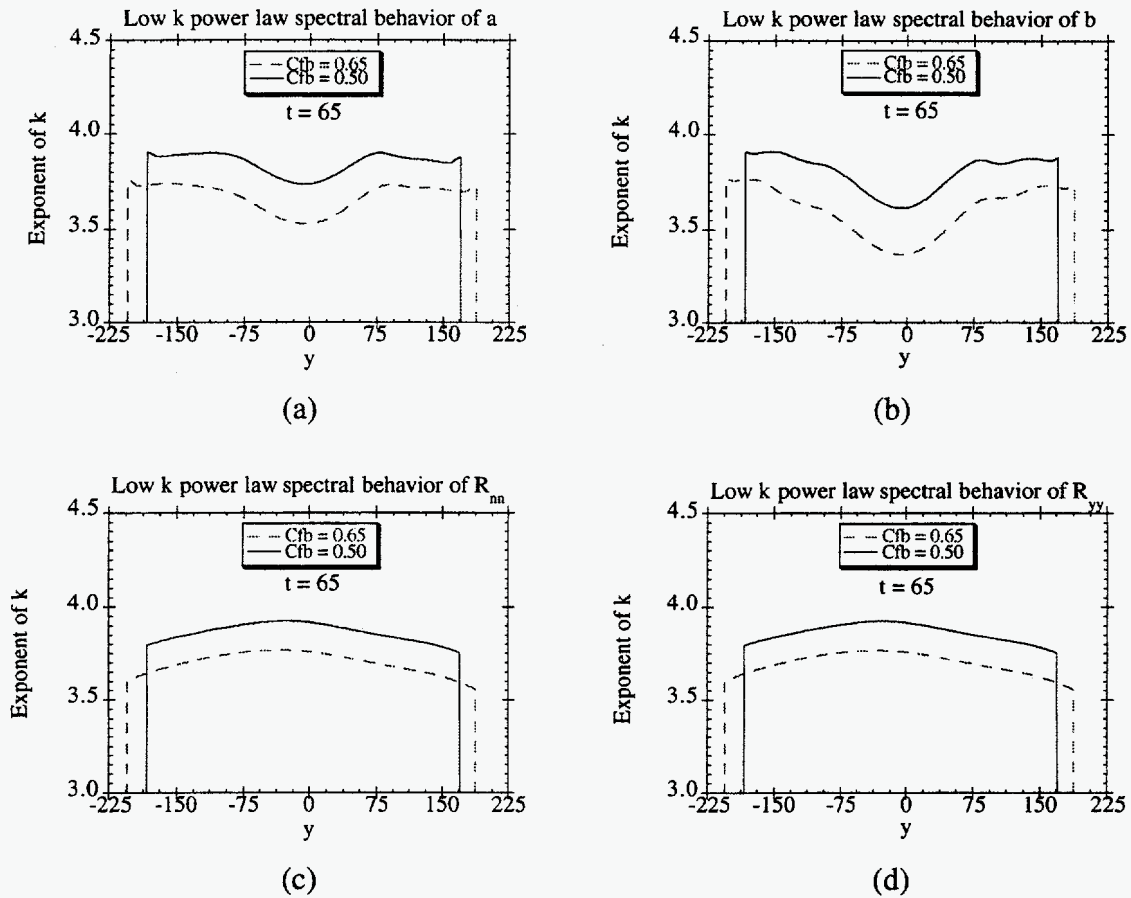 Low k power law spectral behavior of a
4.5
4.0
3.5
3.0
Exponent of k
Cfb = 0.65
Cfb = 0.50
t = 65
-225 -150 -75 0 75 150 225
y
(a)
Low k power law spectral behavior of b
4.5
4.0
3.5
3.0
Exponent of k
Cfb = 0.65
Cfb = 0.50
t = 65
-225 -150 -75 0 75 150 225
y
(b)
Low k power law spectral behavior of R_nn
4.5
4.0
3.5
3.0
Exponent of k
Cfb = 0.65
Cfb = 0.50
t = 65
-225 -150 -75 0 75 150 225
y
(c)
Low k power law spectral behavior of R_yy
4.5
4.0
3.5
3.0
Exponent of k
Cfb = 0.65
Cfb = 0.50
t = 65
-225 -150 -75 0 75 150 225
y
(d)